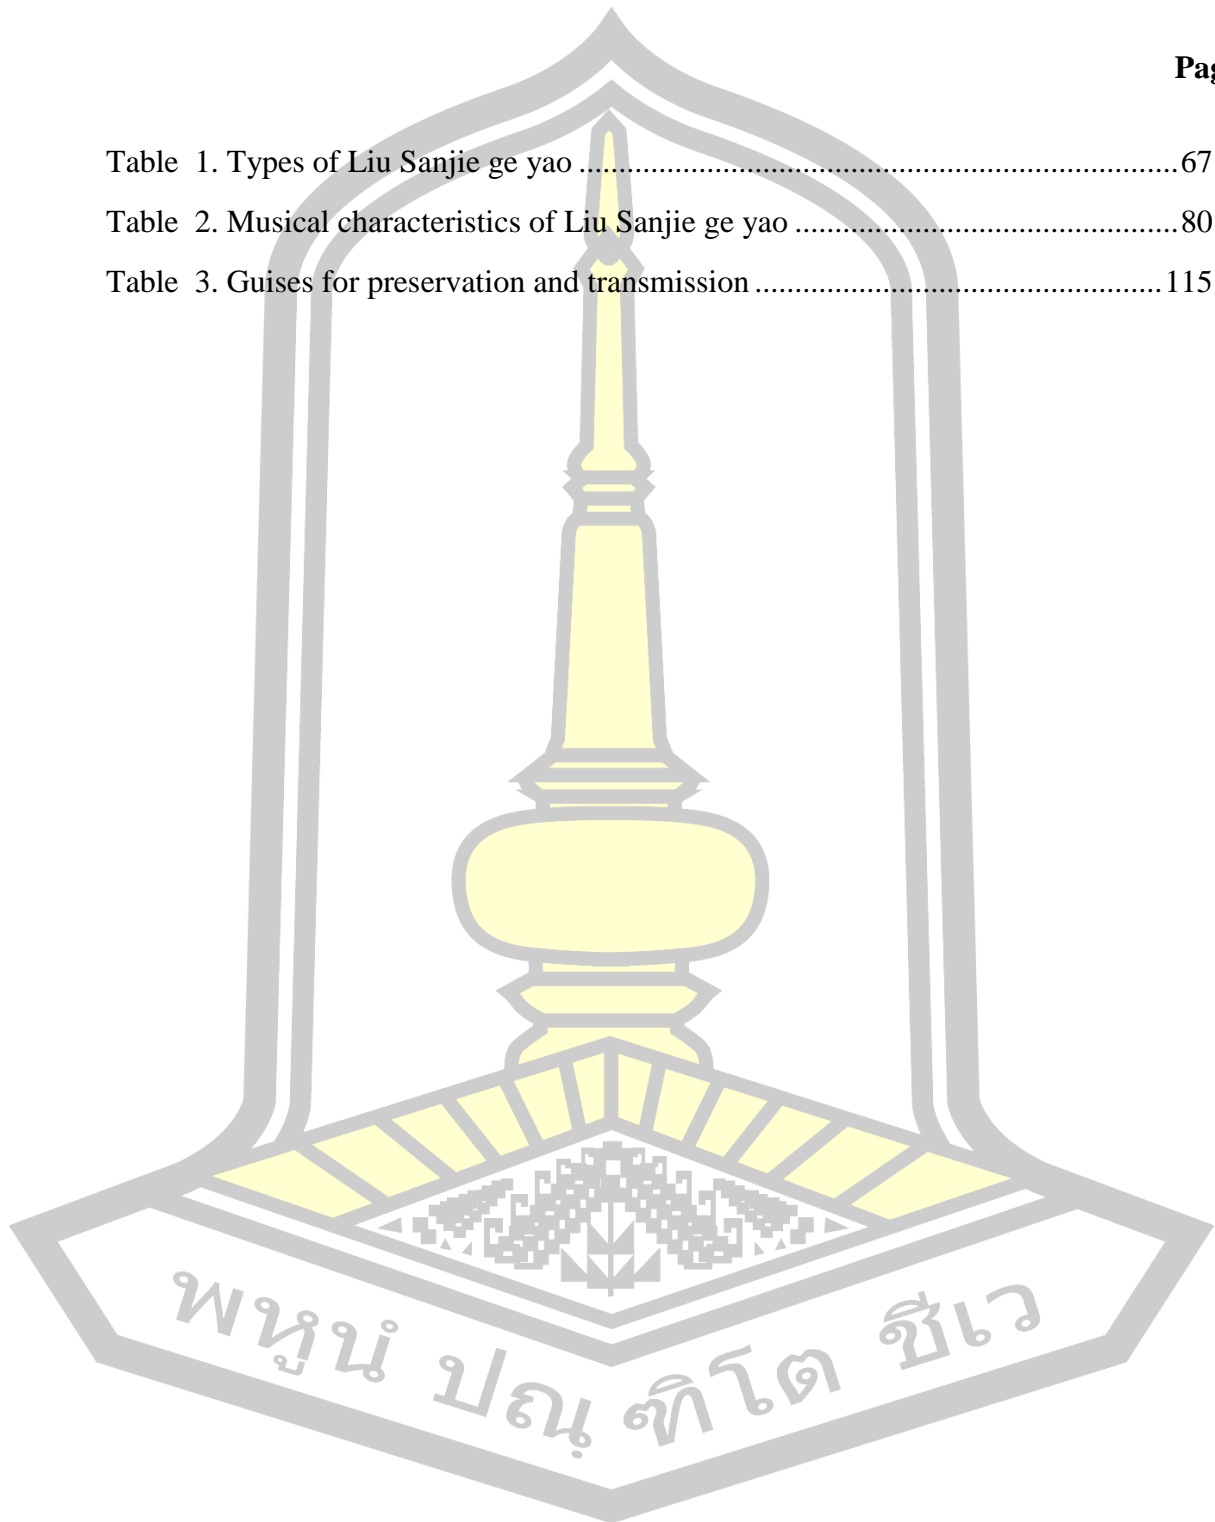 Pag
Table 1. Types of Liu Sanjie ge yao ........................................................................... 67
Table 2. Musical characteristics of Liu Sanjie ge yao ................................................ 80
Table 3. Guises for preservation and transmission ................................................... 115
พหูนํ ปณฺฑิโต ชีเว